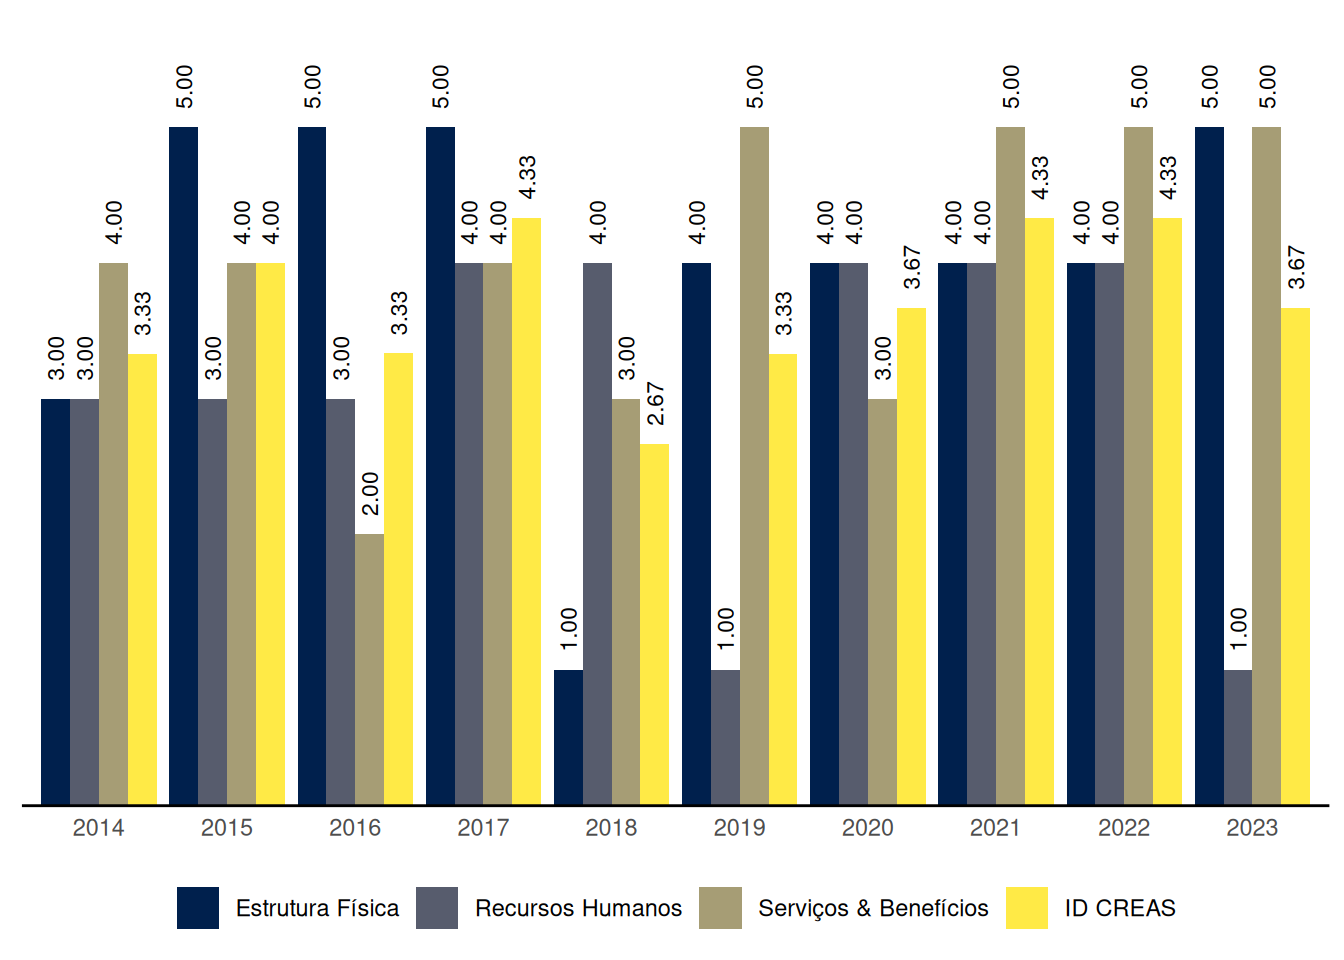 5.00 5.00 5.00 5.00 5.00 5.00 5.00 5.00
4.33 4.33 4.33
4.00 4.00 4.00 4.00 4.00 4.00 4.00 4.00 4.00 4.00 4.00 4.00 4.00
3.67 3.67
3.33 3.33 3.33
3.00 3.00 3.00 3.00 3.00 3.00
2.67
2.00
1.00 1.00 1.00
2014 2015 2016 2017 2018 2019 2020 2021 2022 2023
Estrutura Física Recursos Humanos Serviços & Benefícios ID CREAS